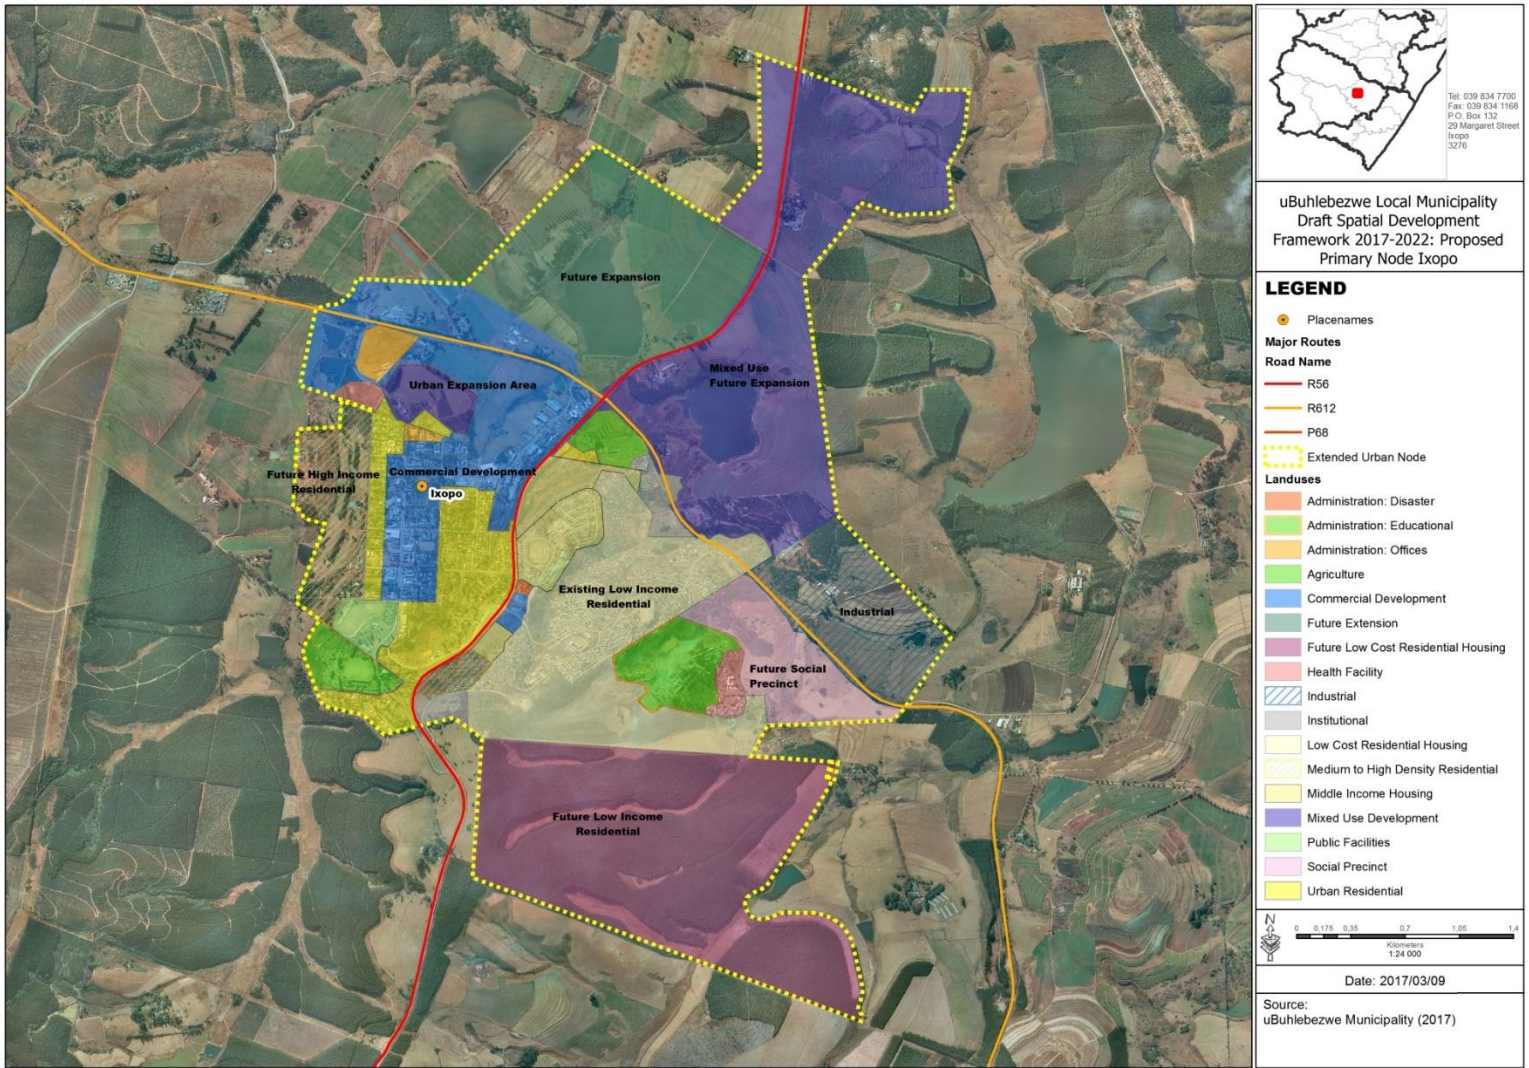 Future Expansion
Mixed Use
Future Expansion
Urban Expansion Area
Future High Income
Residential
Commercial Development
Ixopo
Existing Low Income
Residential
Industrial
Future Social
Precinct
Future Low Income
Residential
Tel: 039 834 7700
Fax: 039 834 1168
P.O. Box 132
29 Margaret Street
Ixopo
3276
uBuhlebezwe Local Municipality
Draft Spatial Development
Framework 2017-2022: Proposed
Primary Node Ixopo
LEGEND
Placenames
Major Routes
Road Name
R56
R612
P68
Extended Urban Node
Landuses
Administration: Disaster
Administration: Educational
Administration: Offices
Agriculture
Commercial Development
Future Extension
Future Low Cost Residential Housing
Health Facility
Industrial
Institutional
Low Cost Residential Housing
Medium to High Density Residential
Middle Income Housing
Mixed Use Development
Public Facilities
Social Precinct
Urban Residential
N
0 0,175 0,35 0,7 1,05 1,4
Kilometers
1:24 000
Date: 2017/03/09
Source:
uBuhlebezwe Municipality (2017)